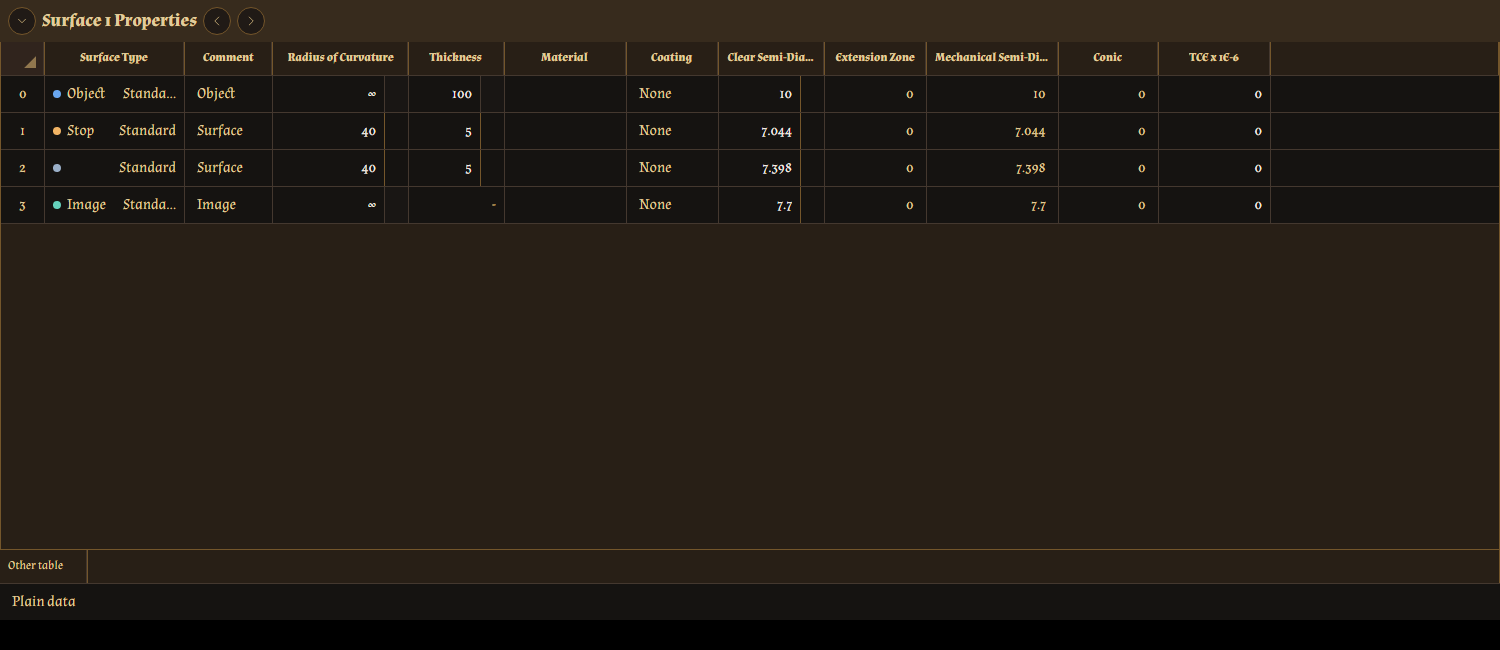 Surface 1 Properties
Surface Type Comment Radius of Curvature Thickness Material Coating Clear Semi-Dia... Extension Zone Mechanical Semi-Di... Conic TCE x 1E-6
0 Object Standa... Object ∞ 100 None 10 0 10 0 0
1 Stop Standard Surface 40 5 None 7.044 0 7.044 0 0
2 Standard Surface 40 5 None 7.398 0 7.398 0 0
3 Image Standa... Image ∞ - None 7.7 0 7.7 0 0
Other table
Plain data